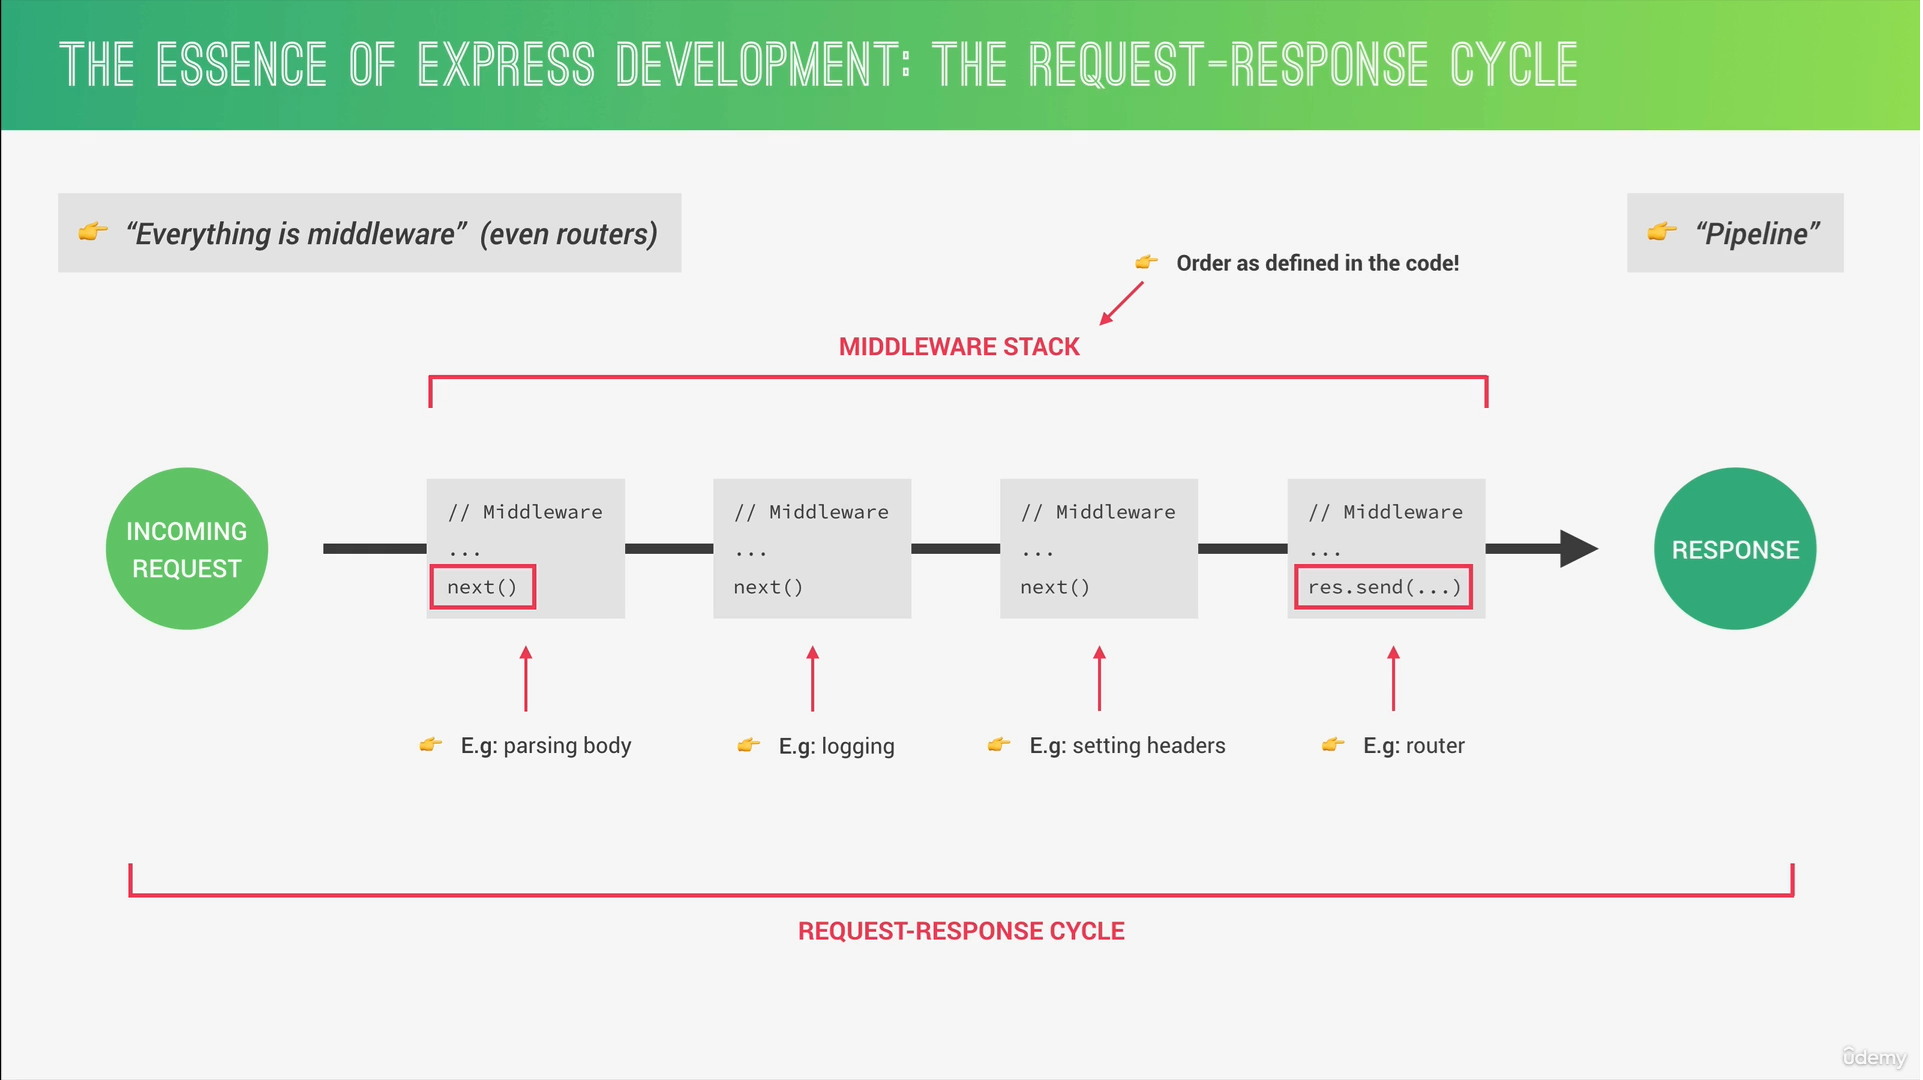 THE ESSENCE OF EXPRESS DEVELOPMENT: THE REQUEST-RESPONSE CYCLE
👉 “Everything is middleware” (even routers)
👉 “Pipeline”
👉 Order as defined in the code!
MIDDLEWARE STACK
INCOMING
REQUEST
// Middleware
...
next()
// Middleware
...
next()
// Middleware
...
next()
// Middleware
...
res.send(...)
RESPONSE
👉 E.g: parsing body
👉 E.g: logging
👉 E.g: setting headers
👉 E.g: router
REQUEST-RESPONSE CYCLE
ûdemy